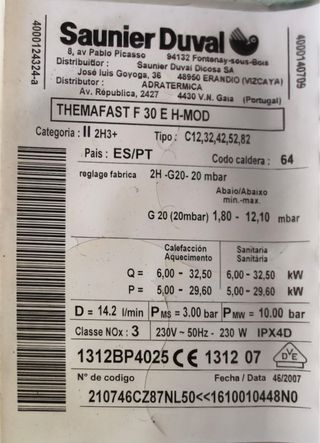 Saunier Duval
8, av Pablo Picasso 94132 Fontenay-sous-Bois
Distribuidor : Saunier Duval Dicosa SA
José luis Goyoga, 36 48950 ERANDIO (VIZCAYA)
Distributor : ADRATERMICA
Av. República, 2427 4430 V.N. Gaia (Portugal)
4000124324-a
4000140709
THEMAFAST F 30 E H-MOD
Categoria : II 2H3+ Tipo : C12,32,42,52,82
Pais : ES/PT Codo caldera : 64
reglage fabrica 2H -G20- 20 mbar
Abaio/Abaixo
min.-max.
G 20 (20mbar) 1,80 - 12,10 mbar
Calefacción Sanitaria
Aquecimento Sanitaria
Q = 6,00 - 32,50 6,00 - 32,50 kW
P = 5,00 - 29,60 5,00 - 29,60 kW
D = 14.2 l/min PMS = 3.00 bar PMW = 10.00 bar
Classe NOx : 3 230V ~ 50Hz - 230 W IPX4D
1312BP4025 CE 1312 07 DVE
N° de codigo Fecha / Data 46/2007
210746CZ87NL50<<1610010448N0